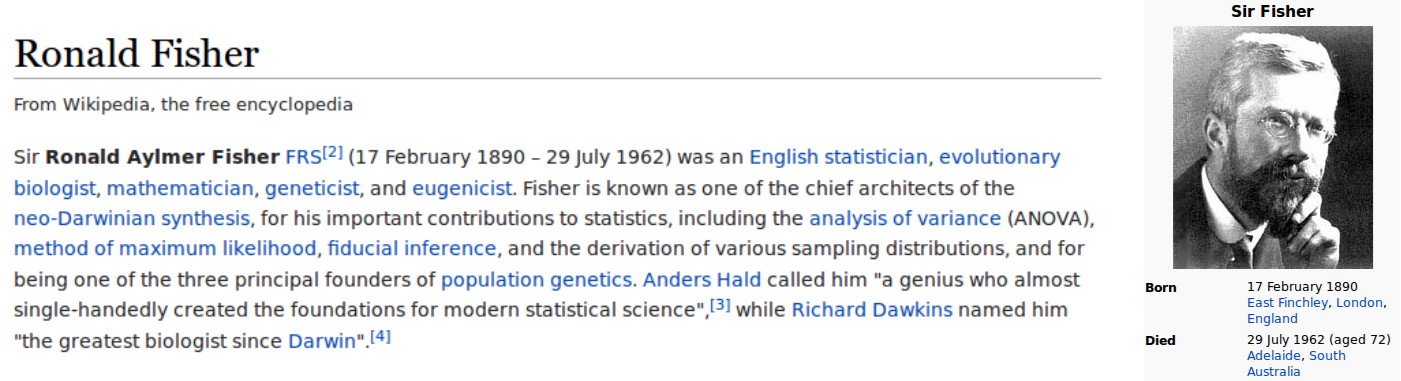 Ronald Fisher
From Wikipedia, the free encyclopedia
Sir Ronald Aylmer Fisher FRS[2] (17 February 1890 – 29 July 1962) was an English statistician, evolutionary
biologist, mathematician, geneticist, and eugenicist. Fisher is known as one of the chief architects of the
neo-Darwinian synthesis, for his important contributions to statistics, including the analysis of variance (ANOVA),
method of maximum likelihood, fiducial inference, and the derivation of various sampling distributions, and for
being one of the three principal founders of population genetics. Anders Hald called him "a genius who almost
single-handedly created the foundations for modern statistical science",[3] while Richard Dawkins named him
"the greatest biologist since Darwin".[4]
Sir Fisher
Born 17 February 1890
East Finchley, London,
England
Died 29 July 1962 (aged 72)
Adelaide, South
Australia